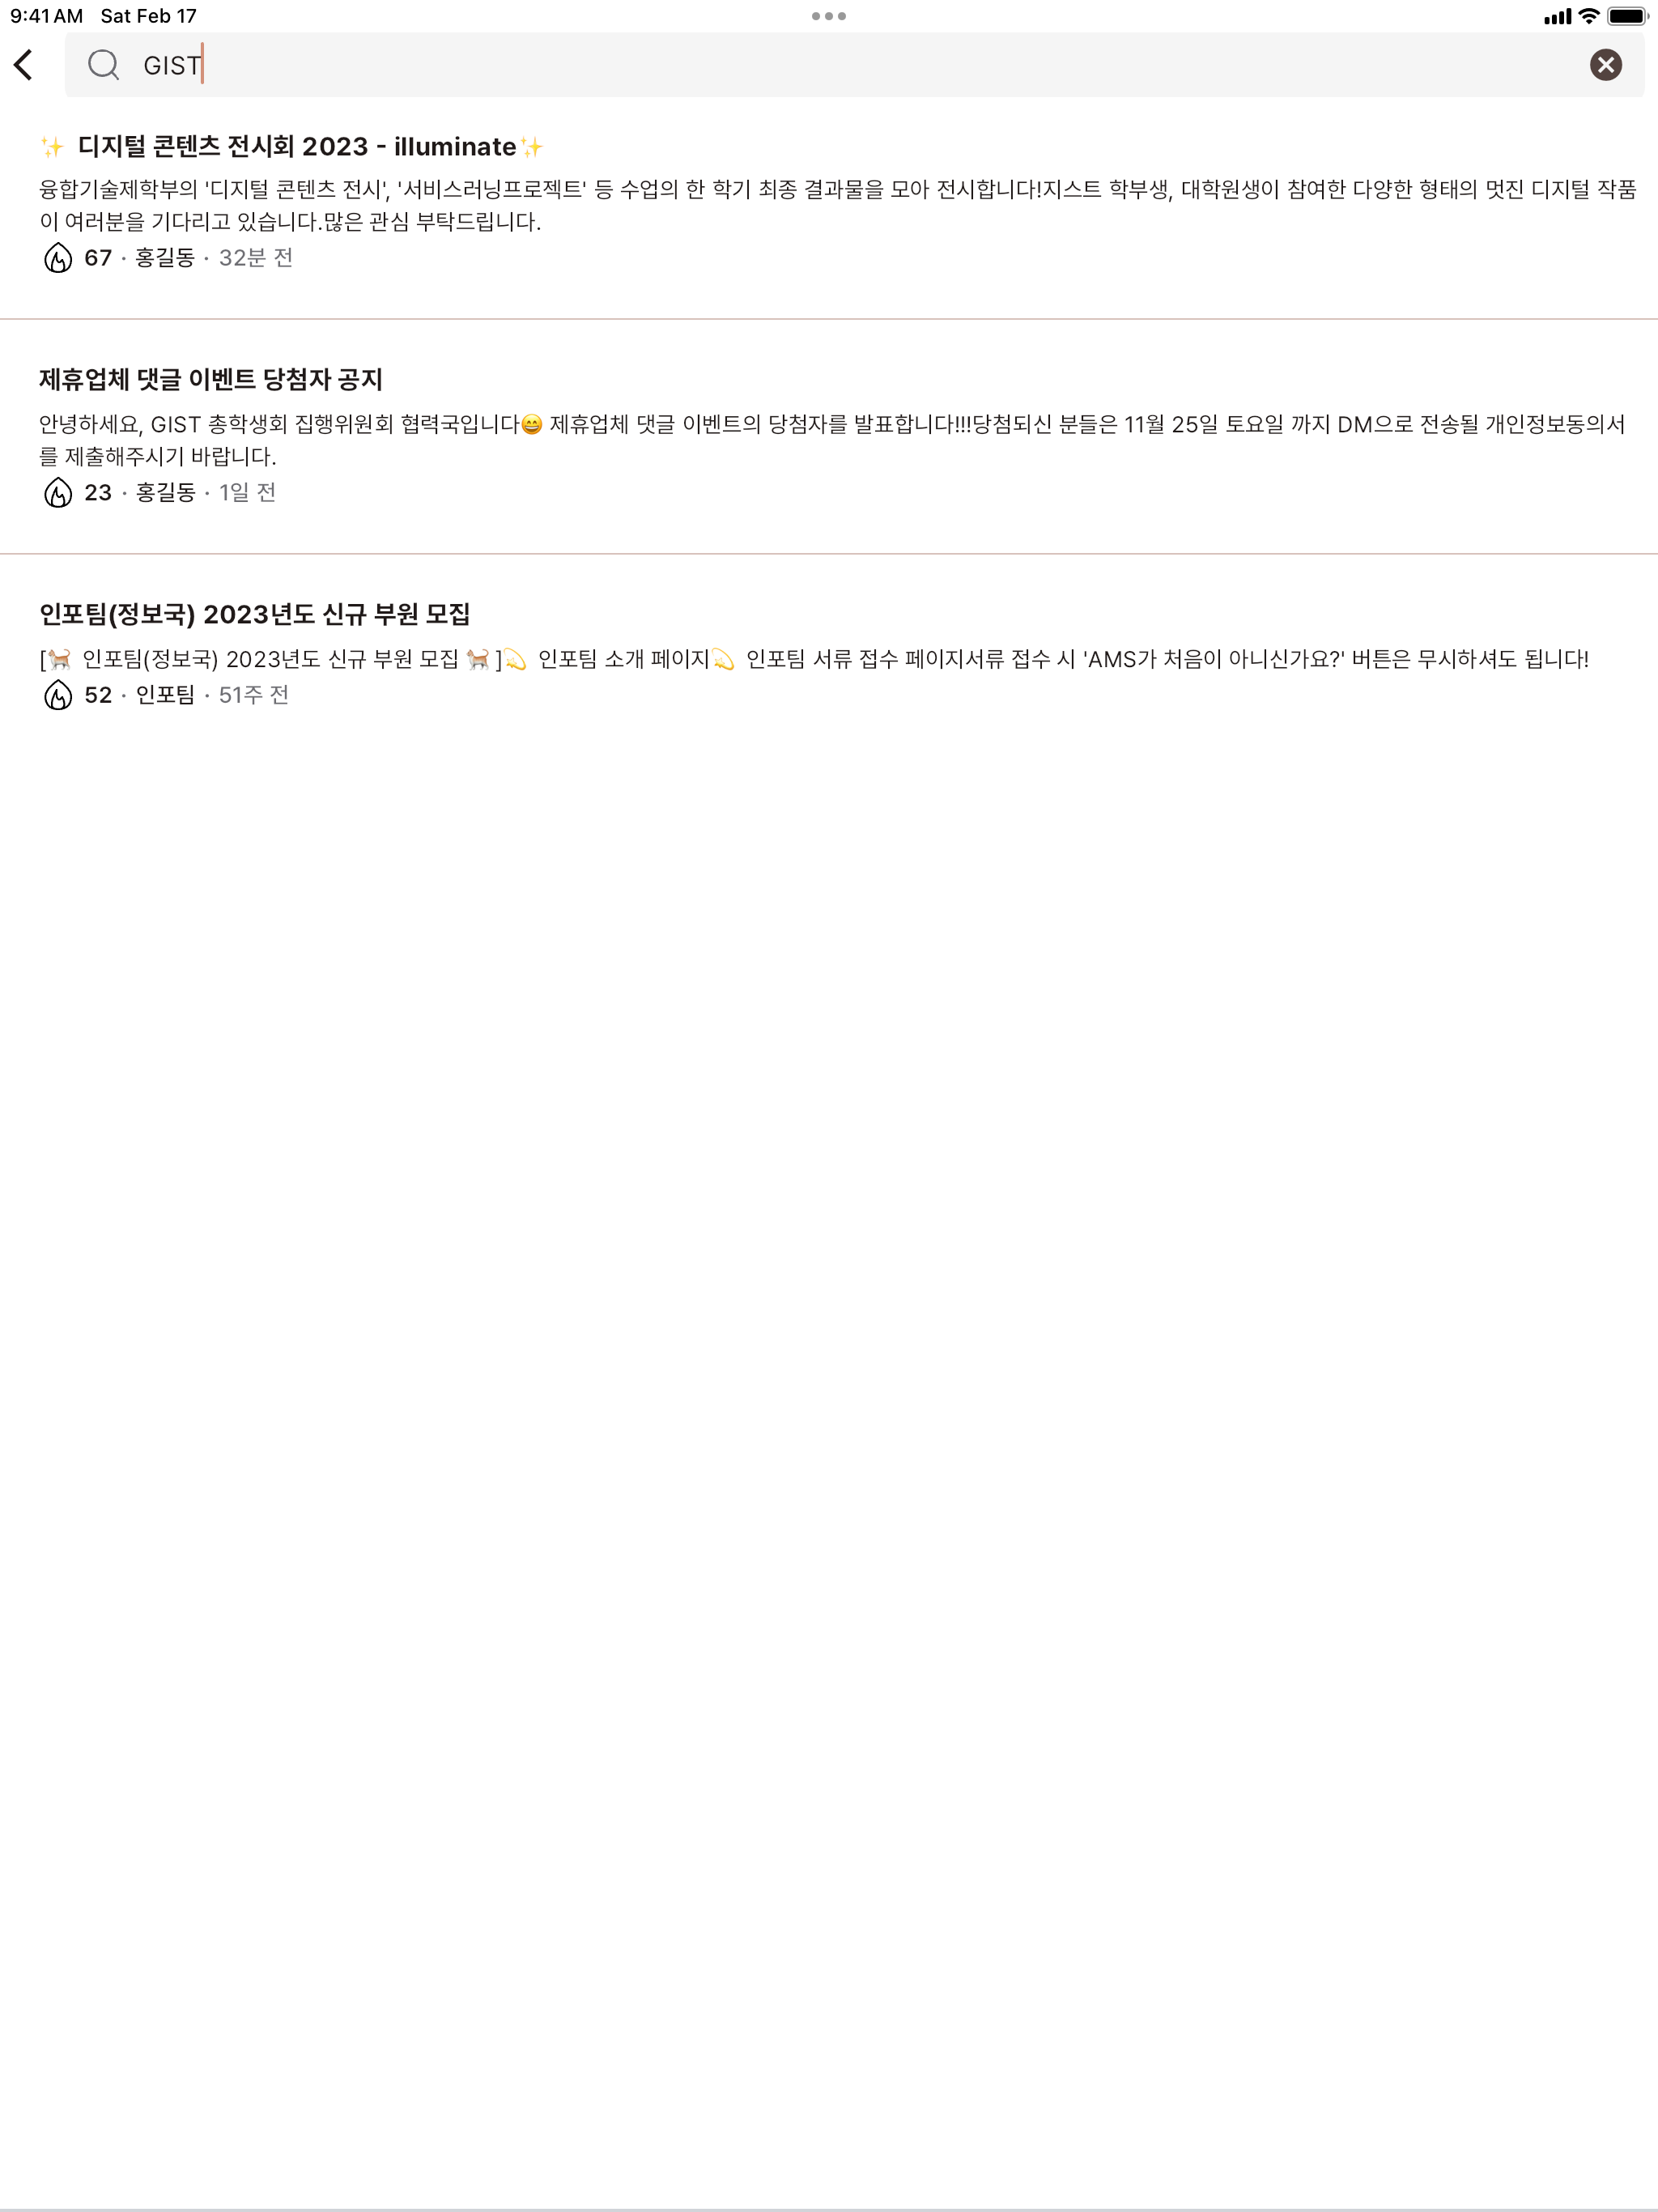 9:41 AM Sat Feb 17
GIST
✨ 디지털 콘텐츠 전시회 2023 - illuminate✨
융합기술제학부의 '디지털 콘텐츠 전시', '서비스러닝프로젝트' 등 수업의 한 학기 최종 결과물을 모아 전시합니다!지스트 학부생, 대학원생이 참여한 다양한 형태의 멋진 디지털 작품
이 여러분을 기다리고 있습니다.많은 관심 부탁드립니다.
67 · 홍길동 · 32분 전
제휴업체 댓글 이벤트 당첨자 공지
안녕하세요, GIST 총학생회 집행위원회 협력국입니다😄 제휴업체 댓글 이벤트의 당첨자를 발표합니다!!!당첨되신 분들은 11월 25일 토요일 까지 DM으로 전송될 개인정보동의서
를 제출해주시기 바랍니다.
23 · 홍길동 · 1일 전
인포팀(정보국) 2023년도 신규 부원 모집
[🐈 인포팀(정보국) 2023년도 신규 부원 모집 🐈]💫 인포팀 소개 페이지💫 인포팀 서류 접수 페이지서류 접수 시 'AMS가 처음이 아니신가요?' 버튼은 무시하셔도 됩니다!
52 · 인포팀 · 51주 전